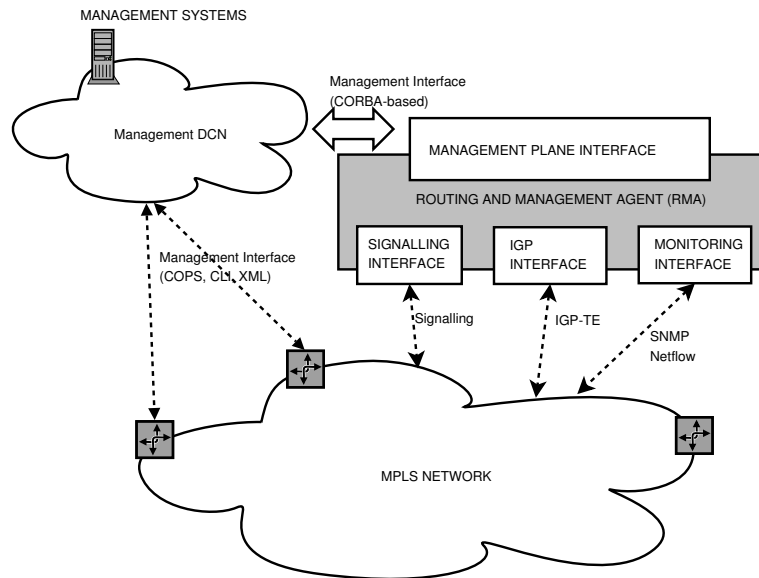 MANAGEMENT SYSTEMS
Management Interface
(CORBA-based)
Management DCN
MANAGEMENT PLANE INTERFACE
ROUTING AND MANAGEMENT AGENT (RMA)
SIGNALLING
INTERFACE
IGP
INTERFACE
MONITORING
INTERFACE
Management Interface
(COPS, CLI, XML)
Signalling
IGP-TE
SNMP
Netflow
MPLS NETWORK